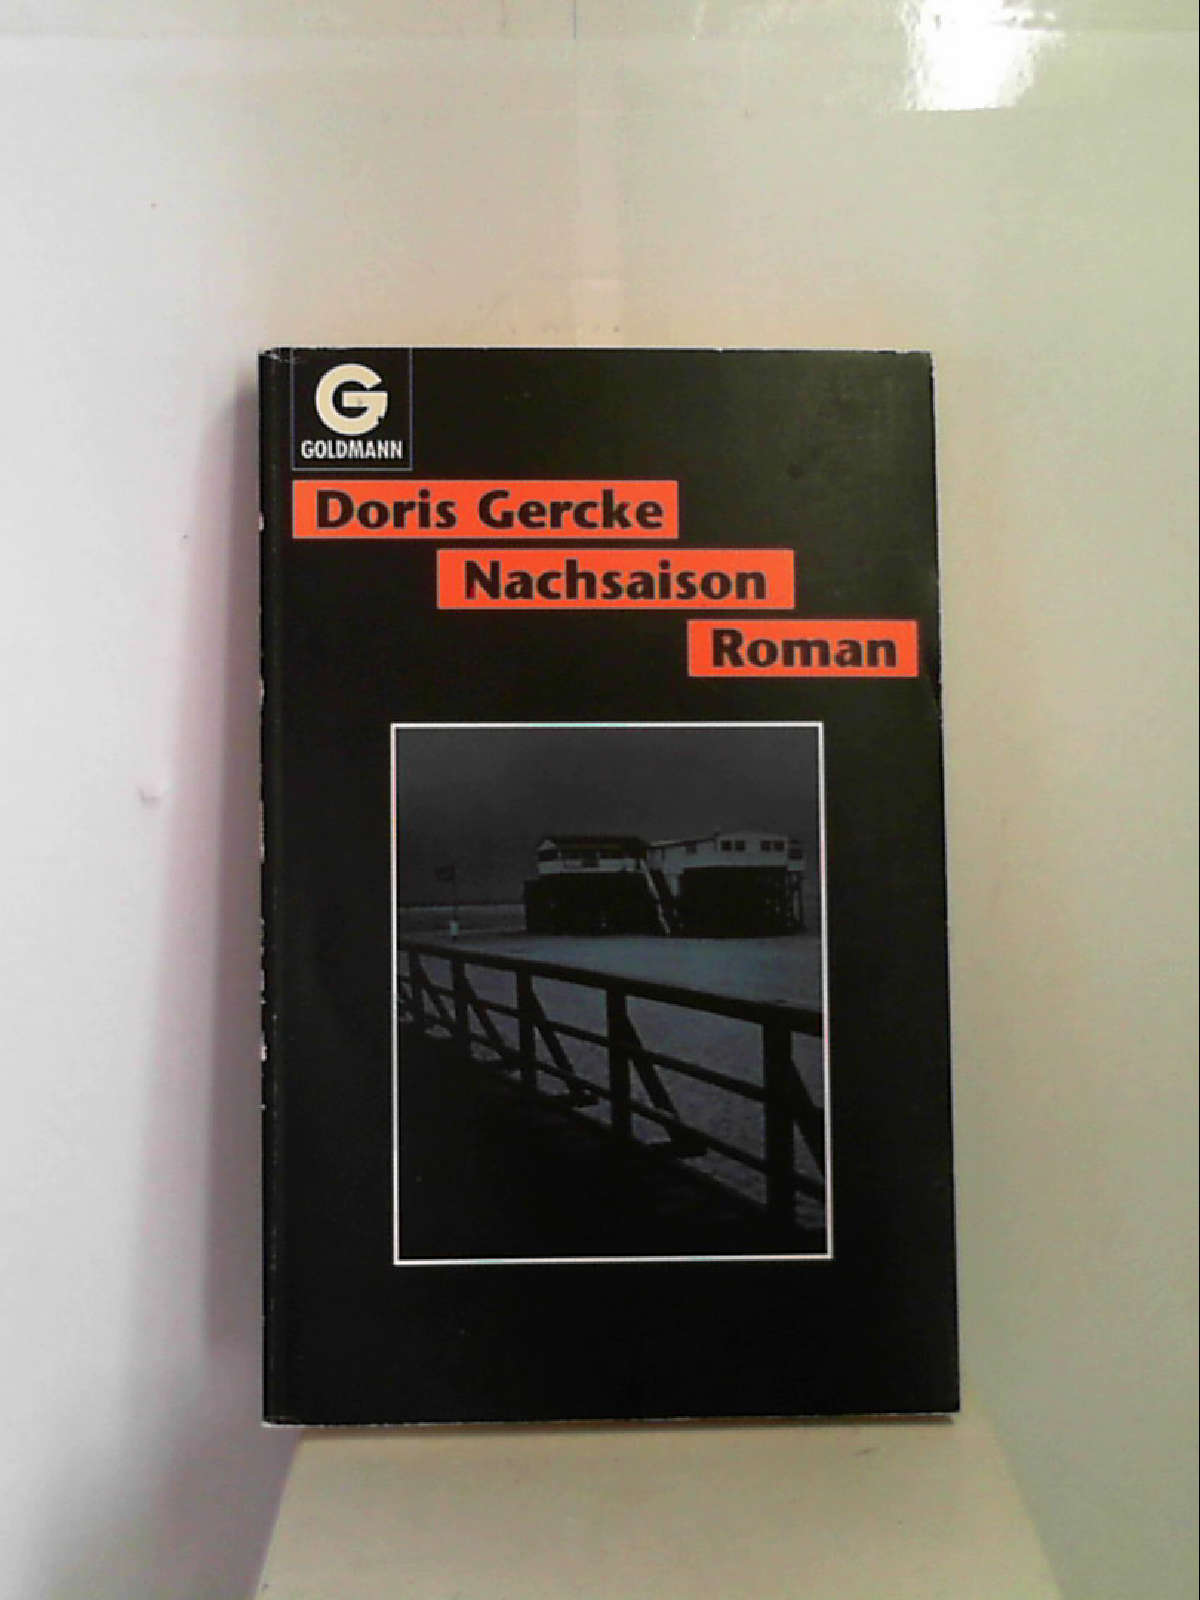 G
GOLDMANN
Doris Gercke
Nachsaison
Roman